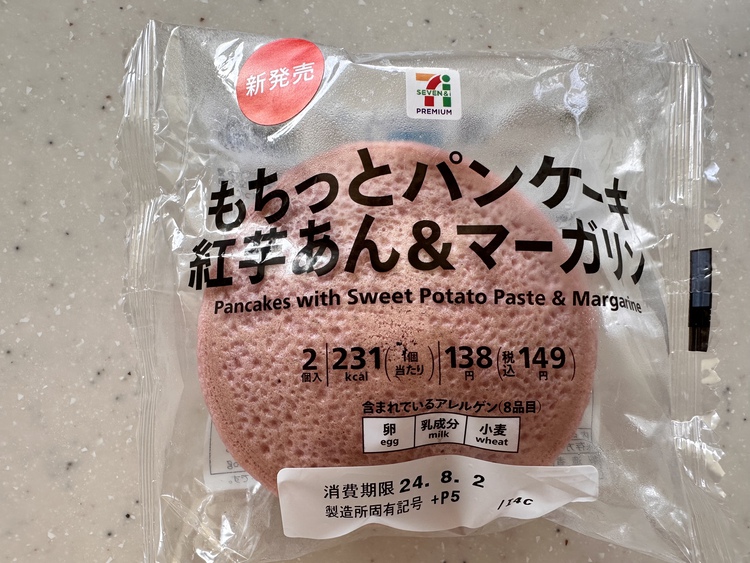 新発売
7i
SEVEN&i
PREMIUM
もちっとパンケーキ
紅芋あん&マーガリン
Pancakes with Sweet Potato Paste & Margarine
2個入 231kcal (1個当たり) 138円 (税込149円)
含まれているアレルゲン(8品目)
卵 乳成分 小麦
egg milk wheat
消費期限 24. 8. 2
製造所固有記号 +P5 /14C